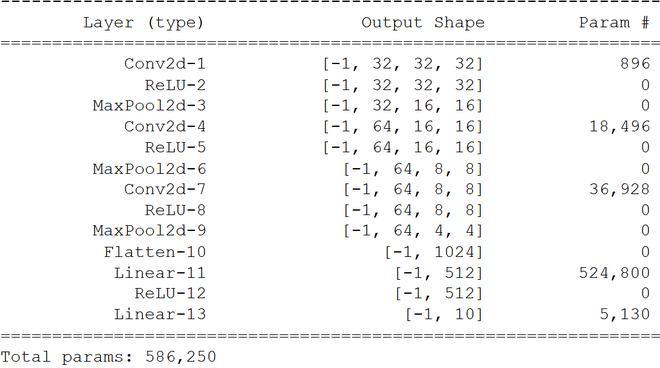 ----------------------------------------------------------------
Layer (type) Output Shape Param #
================================================================
Conv2d-1 [-1, 32, 32, 32] 896
ReLU-2 [-1, 32, 32, 32] 0
MaxPool2d-3 [-1, 32, 16, 16] 0
Conv2d-4 [-1, 64, 16, 16] 18,496
ReLU-5 [-1, 64, 16, 16] 0
MaxPool2d-6 [-1, 64, 8, 8] 0
Conv2d-7 [-1, 64, 8, 8] 36,928
ReLU-8 [-1, 64, 8, 8] 0
MaxPool2d-9 [-1, 64, 4, 4] 0
Flatten-10 [-1, 1024] 0
Linear-11 [-1, 512] 524,800
ReLU-12 [-1, 512] 0
Linear-13 [-1, 10] 5,130
================================================================
Total params: 586,250